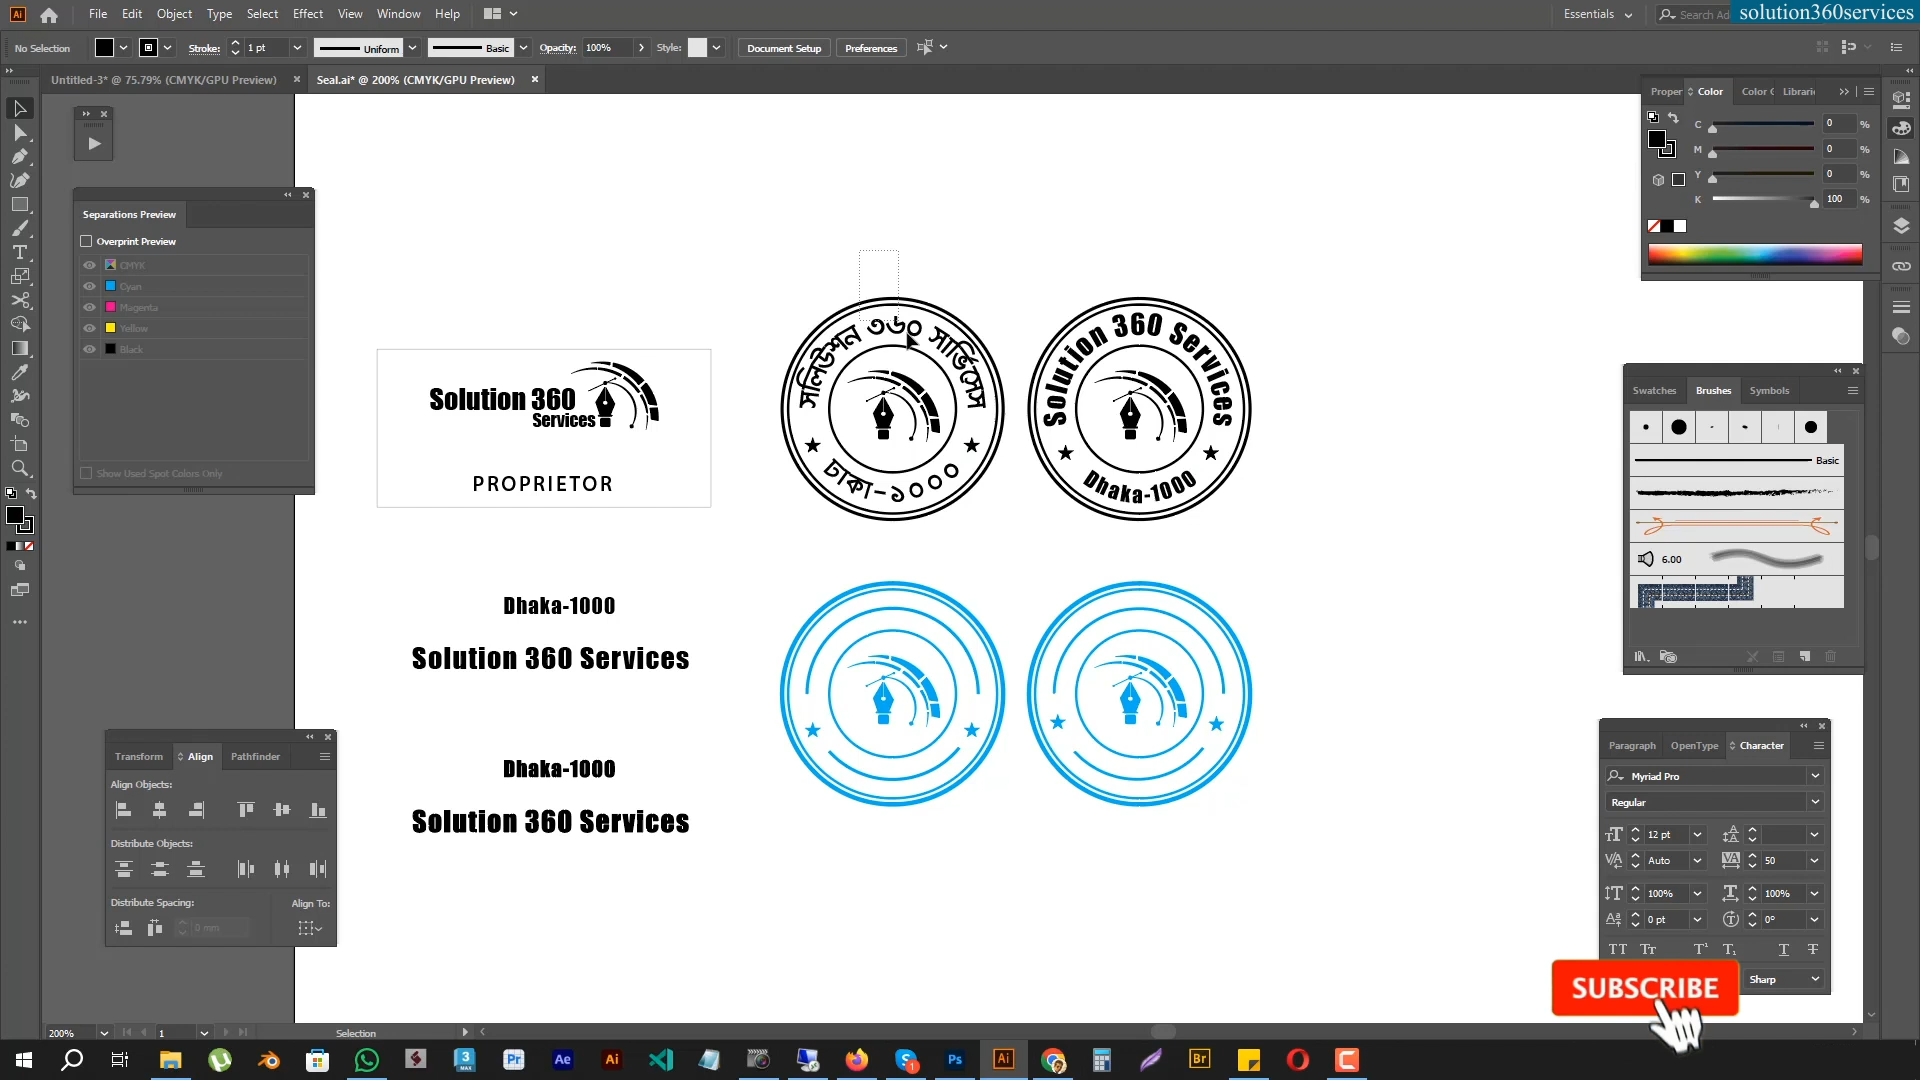 File Edit Object Type Select Effect View Window Help
Essentials
Search Ad
solution360services
No Selection
Stroke: 1 pt
Uniform
Basic
Opacity: 100%
Style:
Document Setup
Preferences
Untitled-3* @ 75.79% (CMYK/GPU Preview)
Seal.ai* @ 200% (CMYK/GPU Preview)
Separations Preview
Overprint Preview
CMYK
Cyan
Magenta
Yellow
Black
Show Used Spot Colors Only
Solution 360
Services
PROPRIETOR
সলিউশন ৩৬০ সার্ভিসেস
ঢাকা-১০০০
Solution 360 Services
Dhaka-1000
Dhaka-1000
Solution 360 Services
Dhaka-1000
Solution 360 Services
Transform
Align
Pathfinder
Align Objects:
Distribute Objects:
Distribute Spacing:
Align To:
0 mm
Proper
Color
Color
Librari
C 0 %
M 0 %
Y 0 %
K 100 %
Swatches
Brushes
Symbols
Basic
6.00
Paragraph
OpenType
Character
Myriad Pro
Regular
12 pt
Auto
50
100%
100%
0 pt
0°
Sharp
SUBSCRIBE
200%
1
Selection